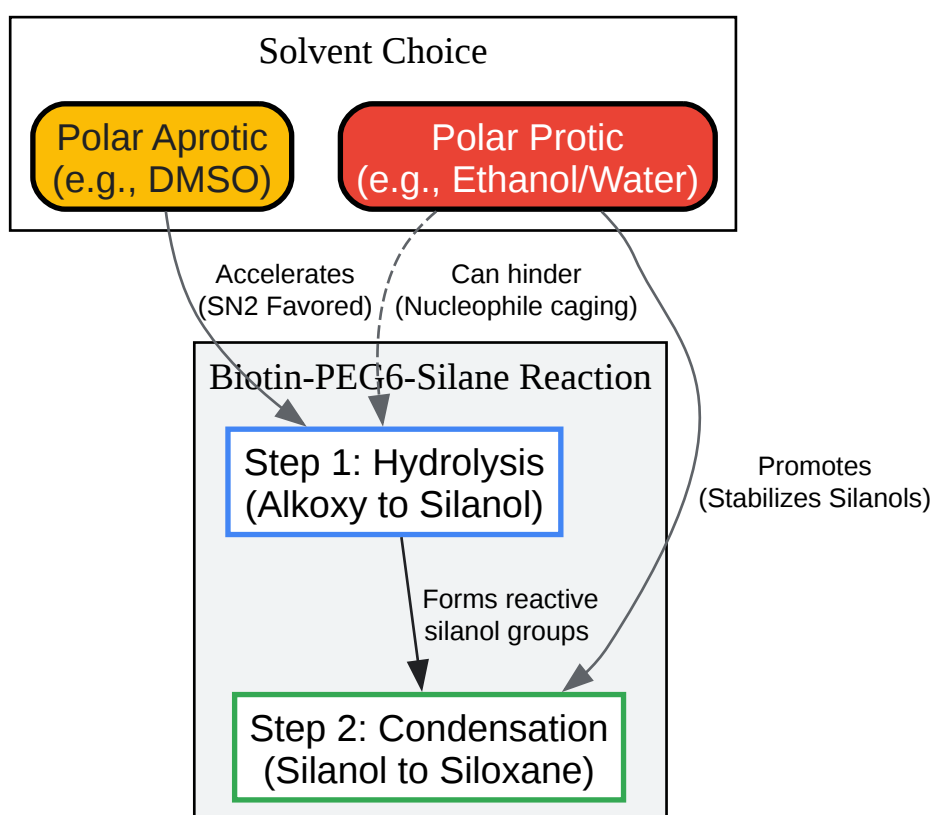 Solvent Choice
Polar Aprotic
(e.g., DMSO)
Polar Protic
(e.g., Ethanol/Water)
Accelerates
(SN2 Favored)
Can hinder
(Nucleophile caging)
Biotin-PEG6-Silane Reaction
Step 1: Hydrolysis
(Alkoxy to Silanol)
Promotes
(Stabilizes Silanols)
Forms reactive
silanol groups
Step 2: Condensation
(Silanol to Siloxane)